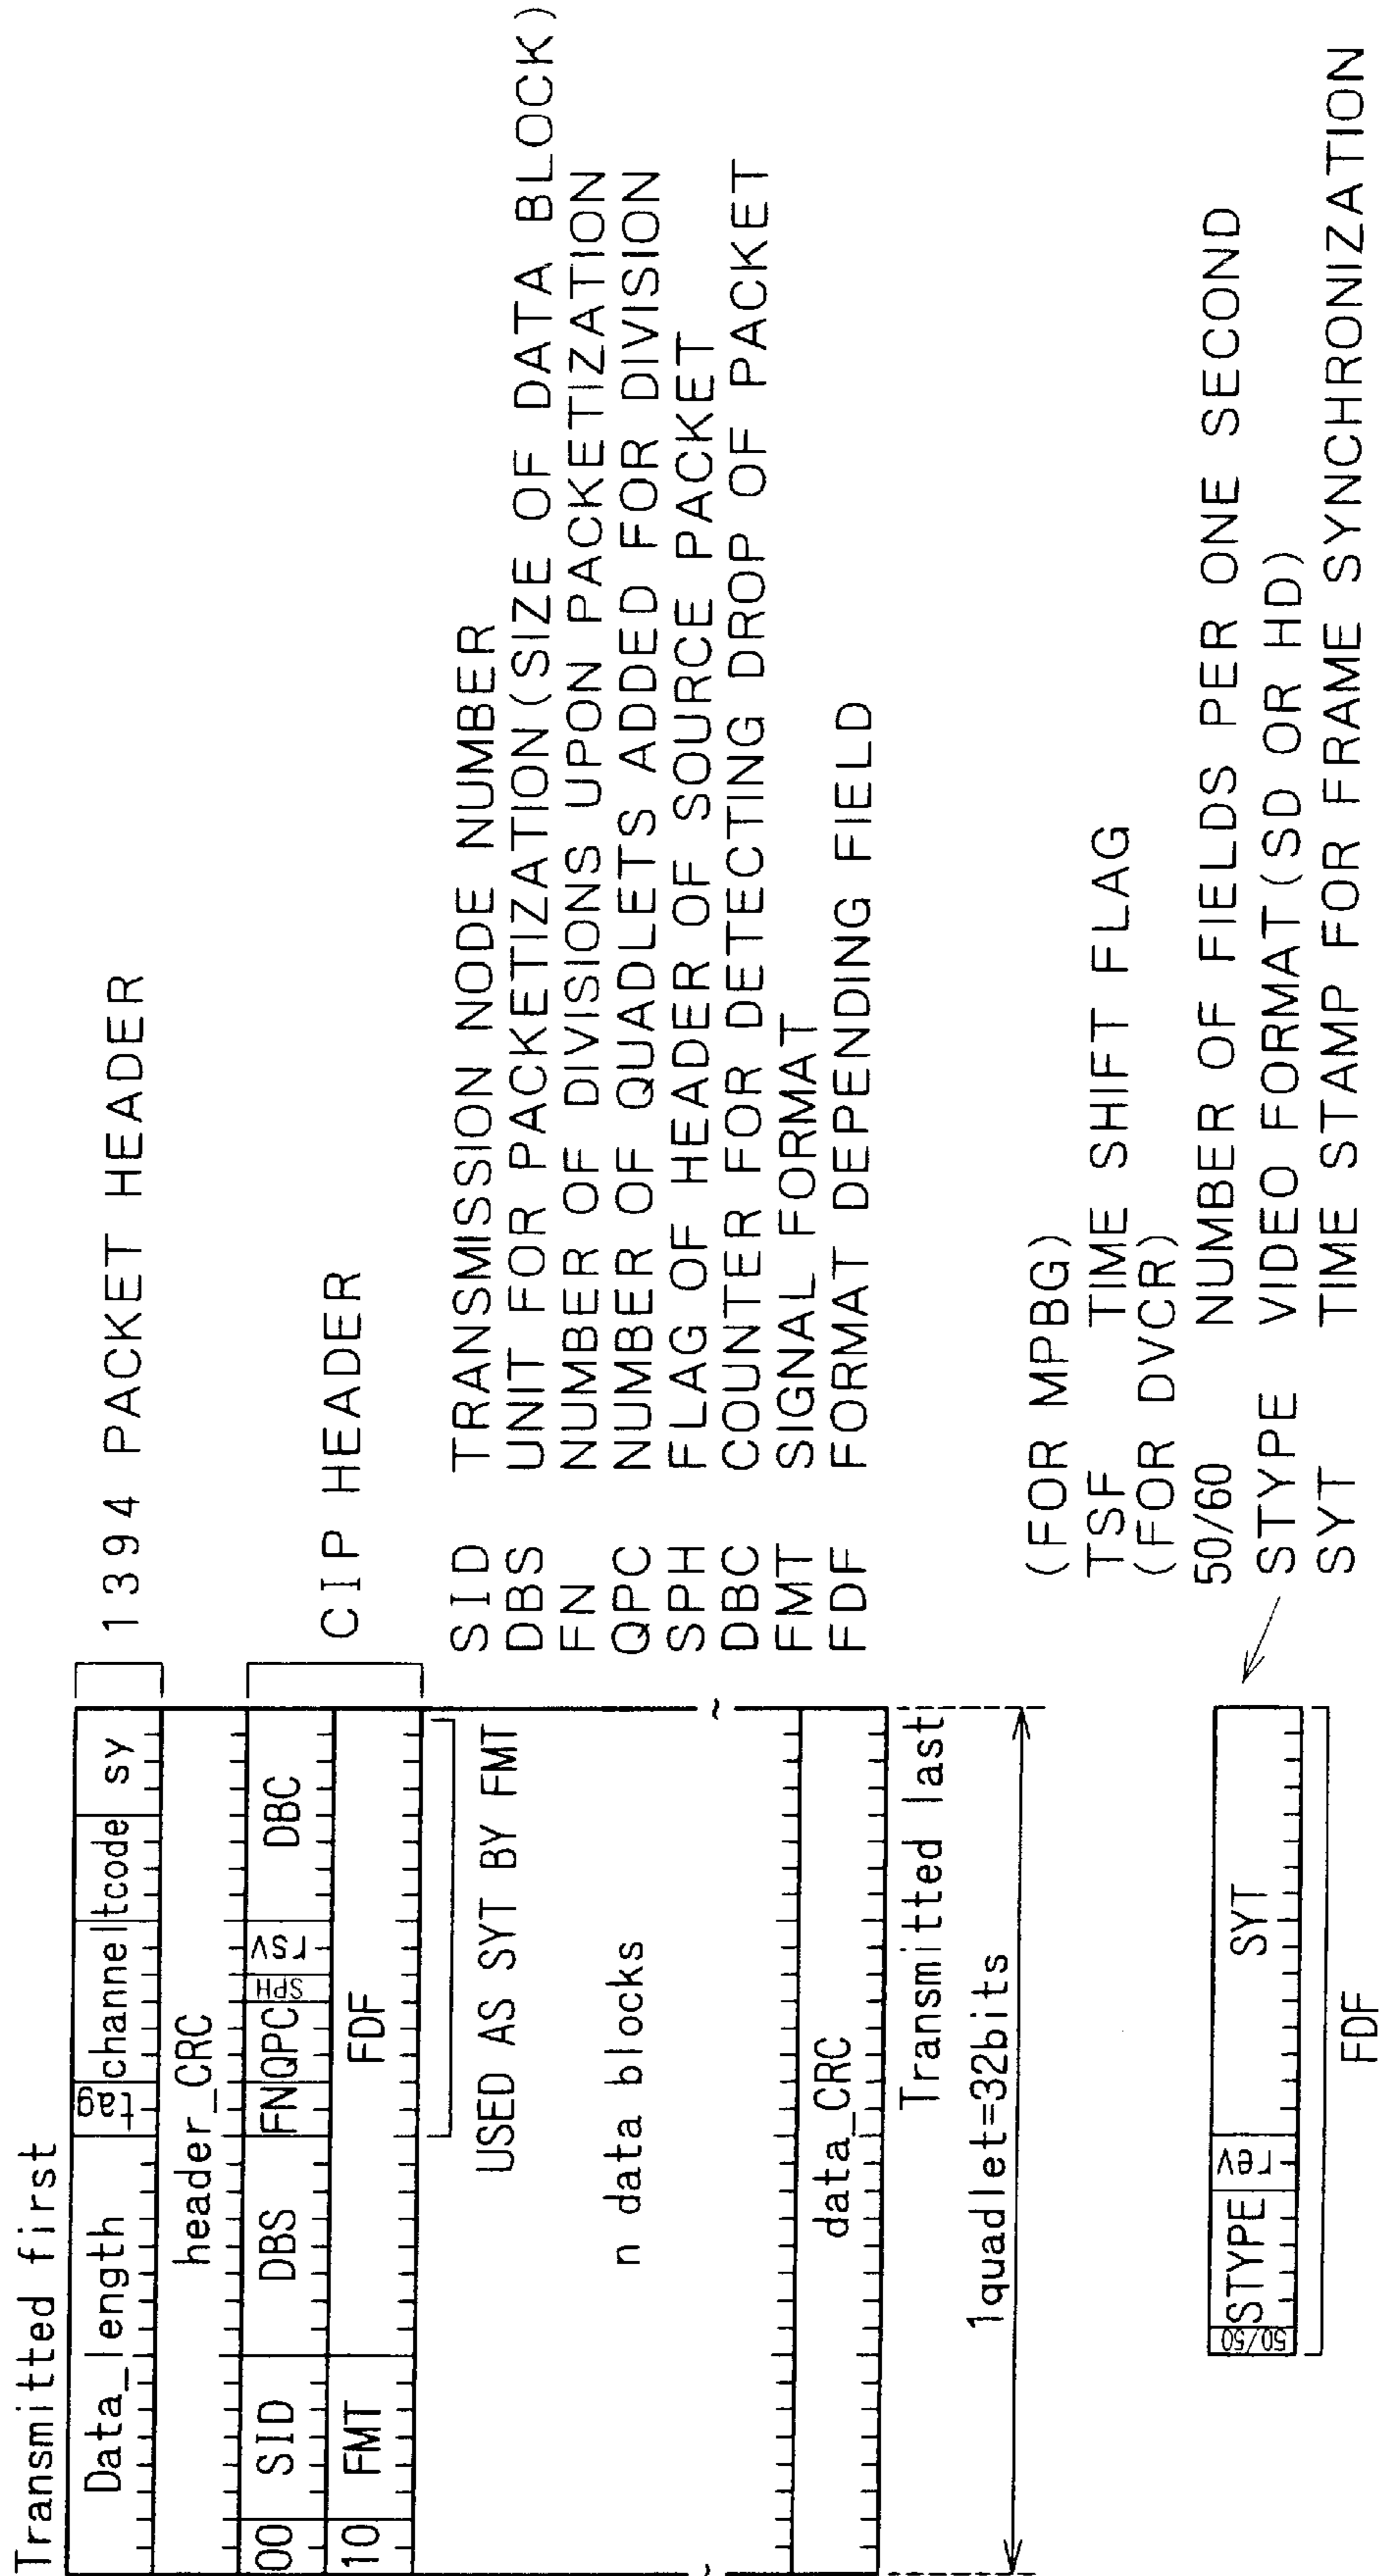 Transmitted first
Data_length tag channel tcode sy
1394 PACKET HEADER
header_CRC
00 SID DBS FN QPC SPH rsv DBC
10 FMT FDF
CIP HEADER
USED AS SYT BY FMT
n data blocks
data_CRC
Transmitted last
1quadlet=32bits
SID TRANSMISSION NODE NUMBER
DBS UNIT FOR PACKETIZATION(SIZE OF DATA BLOCK)
FN NUMBER OF DIVISIONS UPON PACKETIZATION
QPC NUMBER OF QUADLETS ADDED FOR DIVISION
SPH FLAG OF HEADER OF SOURCE PACKET
DBC COUNTER FOR DETECTING DROP OF PACKET
FMT SIGNAL FORMAT
FDF FORMAT DEPENDING FIELD
(FOR MPBG)
TSF TIME SHIFT FLAG
(FOR DVCR)
50/60 NUMBER OF FIELDS PER ONE SECOND
STYPE VIDEO FORMAT(SD OR HD)
SYT TIME STAMP FOR FRAME SYNCHRONIZATION
50/50 STYPE rev SYT
FDF